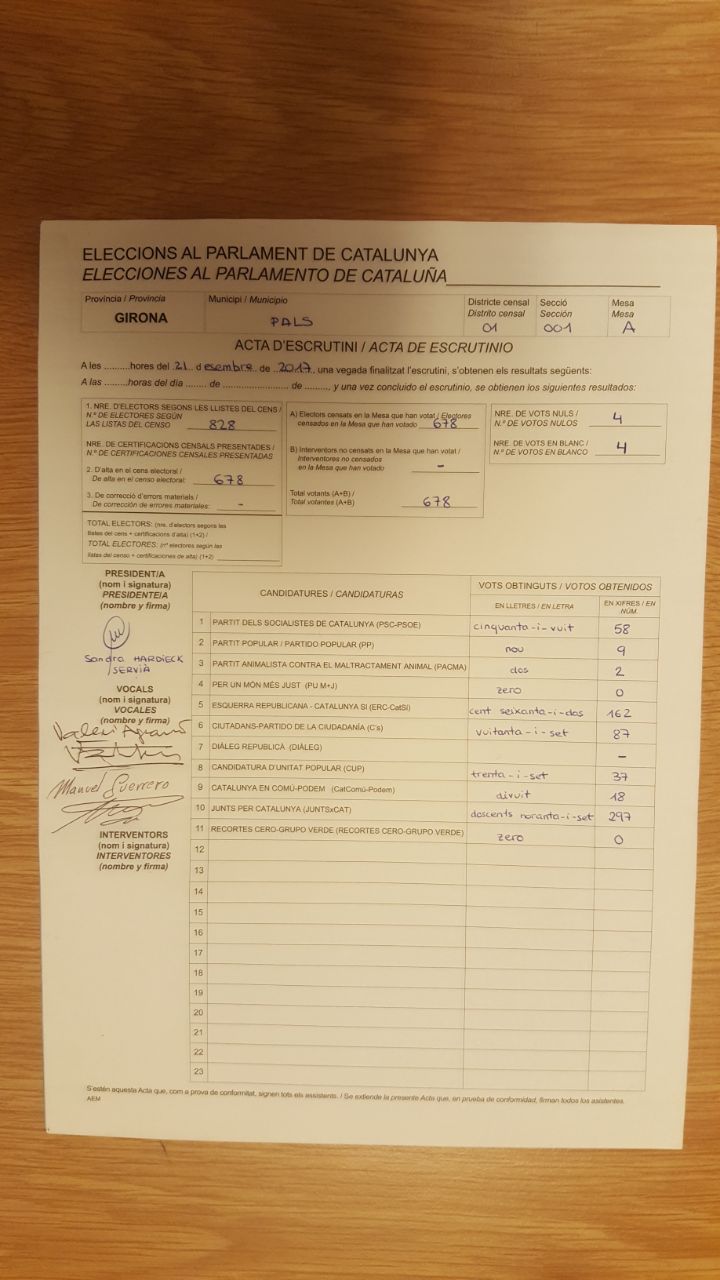 ELECCIONS AL PARLAMENT DE CATALUNYA
ELECCIONES AL PARLAMENTO DE CATALUÑA
Província / Provincia
GIRONA
Municipi / Municipio
PALS
Districte censal
Distrito censal
01
Secció
Sección
001
Mesa
Mesa
A
ACTA D'ESCRUTINI / ACTA DE ESCRUTINIO
A les ..........hores del 21 d esembre de 2017, una vegada finalitzat l'escrutini, s'obtenen els resultats següents:
A las .........horas del día ....... de ........................ de ........, y una vez concluido el escrutinio, se obtienen los siguientes resultados:
1. NRE. D'ELECTORS SEGONS LES LLISTES DEL CENS /
N.º DE ELECTORES SEGÚN
LAS LISTAS DEL CENSO 828
NRE. DE CERTIFICACIONS CENSALS PRESENTADES /
N.º DE CERTIFICACIONES CENSALES PRESENTADAS
2. D'alta en el cens electoral /
De alta en el censo electoral: 678
3. De correcció d'errors materials /
De corrección de errores materiales: -
TOTAL ELECTORS: (nre. d'electors segons les
llistes del cens + certificacions d'alta) (1+2) /
TOTAL ELECTORES: (nº electores según las
listas del censo + certificaciones de alta) (1+2)
A) Electors censats en la Mesa que han votat / Electores
censados en la Mesa que han votado 678
B) Interventors no censats en la Mesa que han votat /
Interventores no censados
en la Mesa que han votado -
Total votants (A+B) /
Total votantes (A+B) 678
NRE. DE VOTS NULS /
N.º DE VOTOS NULOS 4
NRE. DE VOTS EN BLANC /
N.º DE VOTOS EN BLANCO 4
PRESIDENT/A
(nom i signatura)
PRESIDENTE/A
(nombre y firma)
Sandra HARDIECK
SERVIÀ
VOCALS
(nom i signatura)
VOCALES
(nombre y firma)
Manuel Guerrero
INTERVENTORS
(nom i signatura)
INTERVENTORES
(nombre y firma)
CANDIDATURES / CANDIDATURAS
VOTS OBTINGUTS / VOTOS OBTENIDOS
EN LLETRES / EN LETRA
EN XIFRES / EN NÚM.
1 PARTIT DELS SOCIALISTES DE CATALUNYA (PSC-PSOE) cinquanta-i-vuit 58
2 PARTIT POPULAR / PARTIDO POPULAR (PP) nou 9
3 PARTIT ANIMALISTA CONTRA EL MALTRACTAMENT ANIMAL (PACMA) dos 2
4 PER UN MÓN MÉS JUST (PU M+J) zero 0
5 ESQUERRA REPUBLICANA - CATALUNYA SI (ERC-CatSI) cent seixanta-i-dos 162
6 CIUTADANS-PARTIDO DE LA CIUDADANÍA (C's) vuitanta-i-set 87
7 DIÀLEG REPUBLICÀ (DIÀLEG) -
8 CANDIDATURA D'UNITAT POPULAR (CUP) trenta-i-set 37
9 CATALUNYA EN COMÚ-PODEM (CatComú-Podem) divuit 18
10 JUNTS PER CATALUNYA (JUNTSxCAT) doscents noranta-i-set 297
11 RECORTES CERO-GRUPO VERDE (RECORTES CERO-GRUPO VERDE) zero 0
12
13
14
15
16
17
18
19
20
21
22
23
S'estén aquesta Acta que, com a prova de conformitat, signen tots els assistents. / Se extiende la presente Acta que, en prueba de conformidad, firman todos los asistentes.
AEM